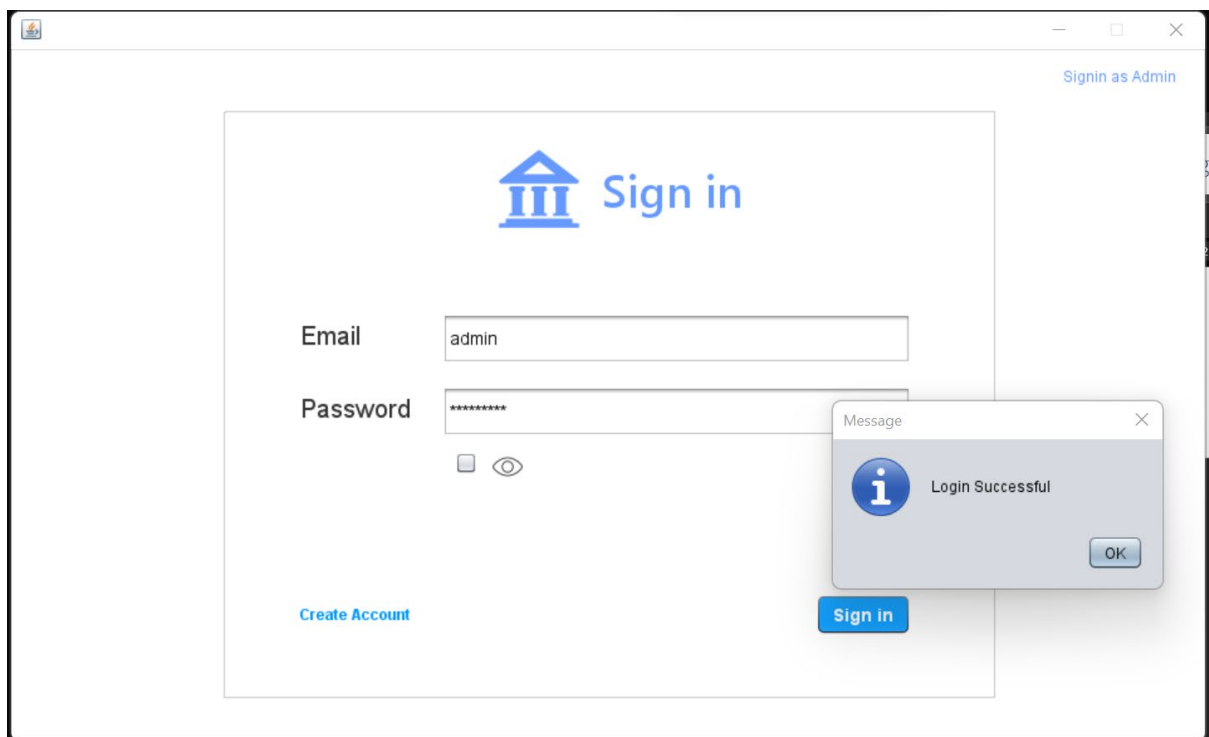 Signin as Admin
Sign in
Email
admin
Password
*********
Message
Login Successful
OK
Create Account
Sign in